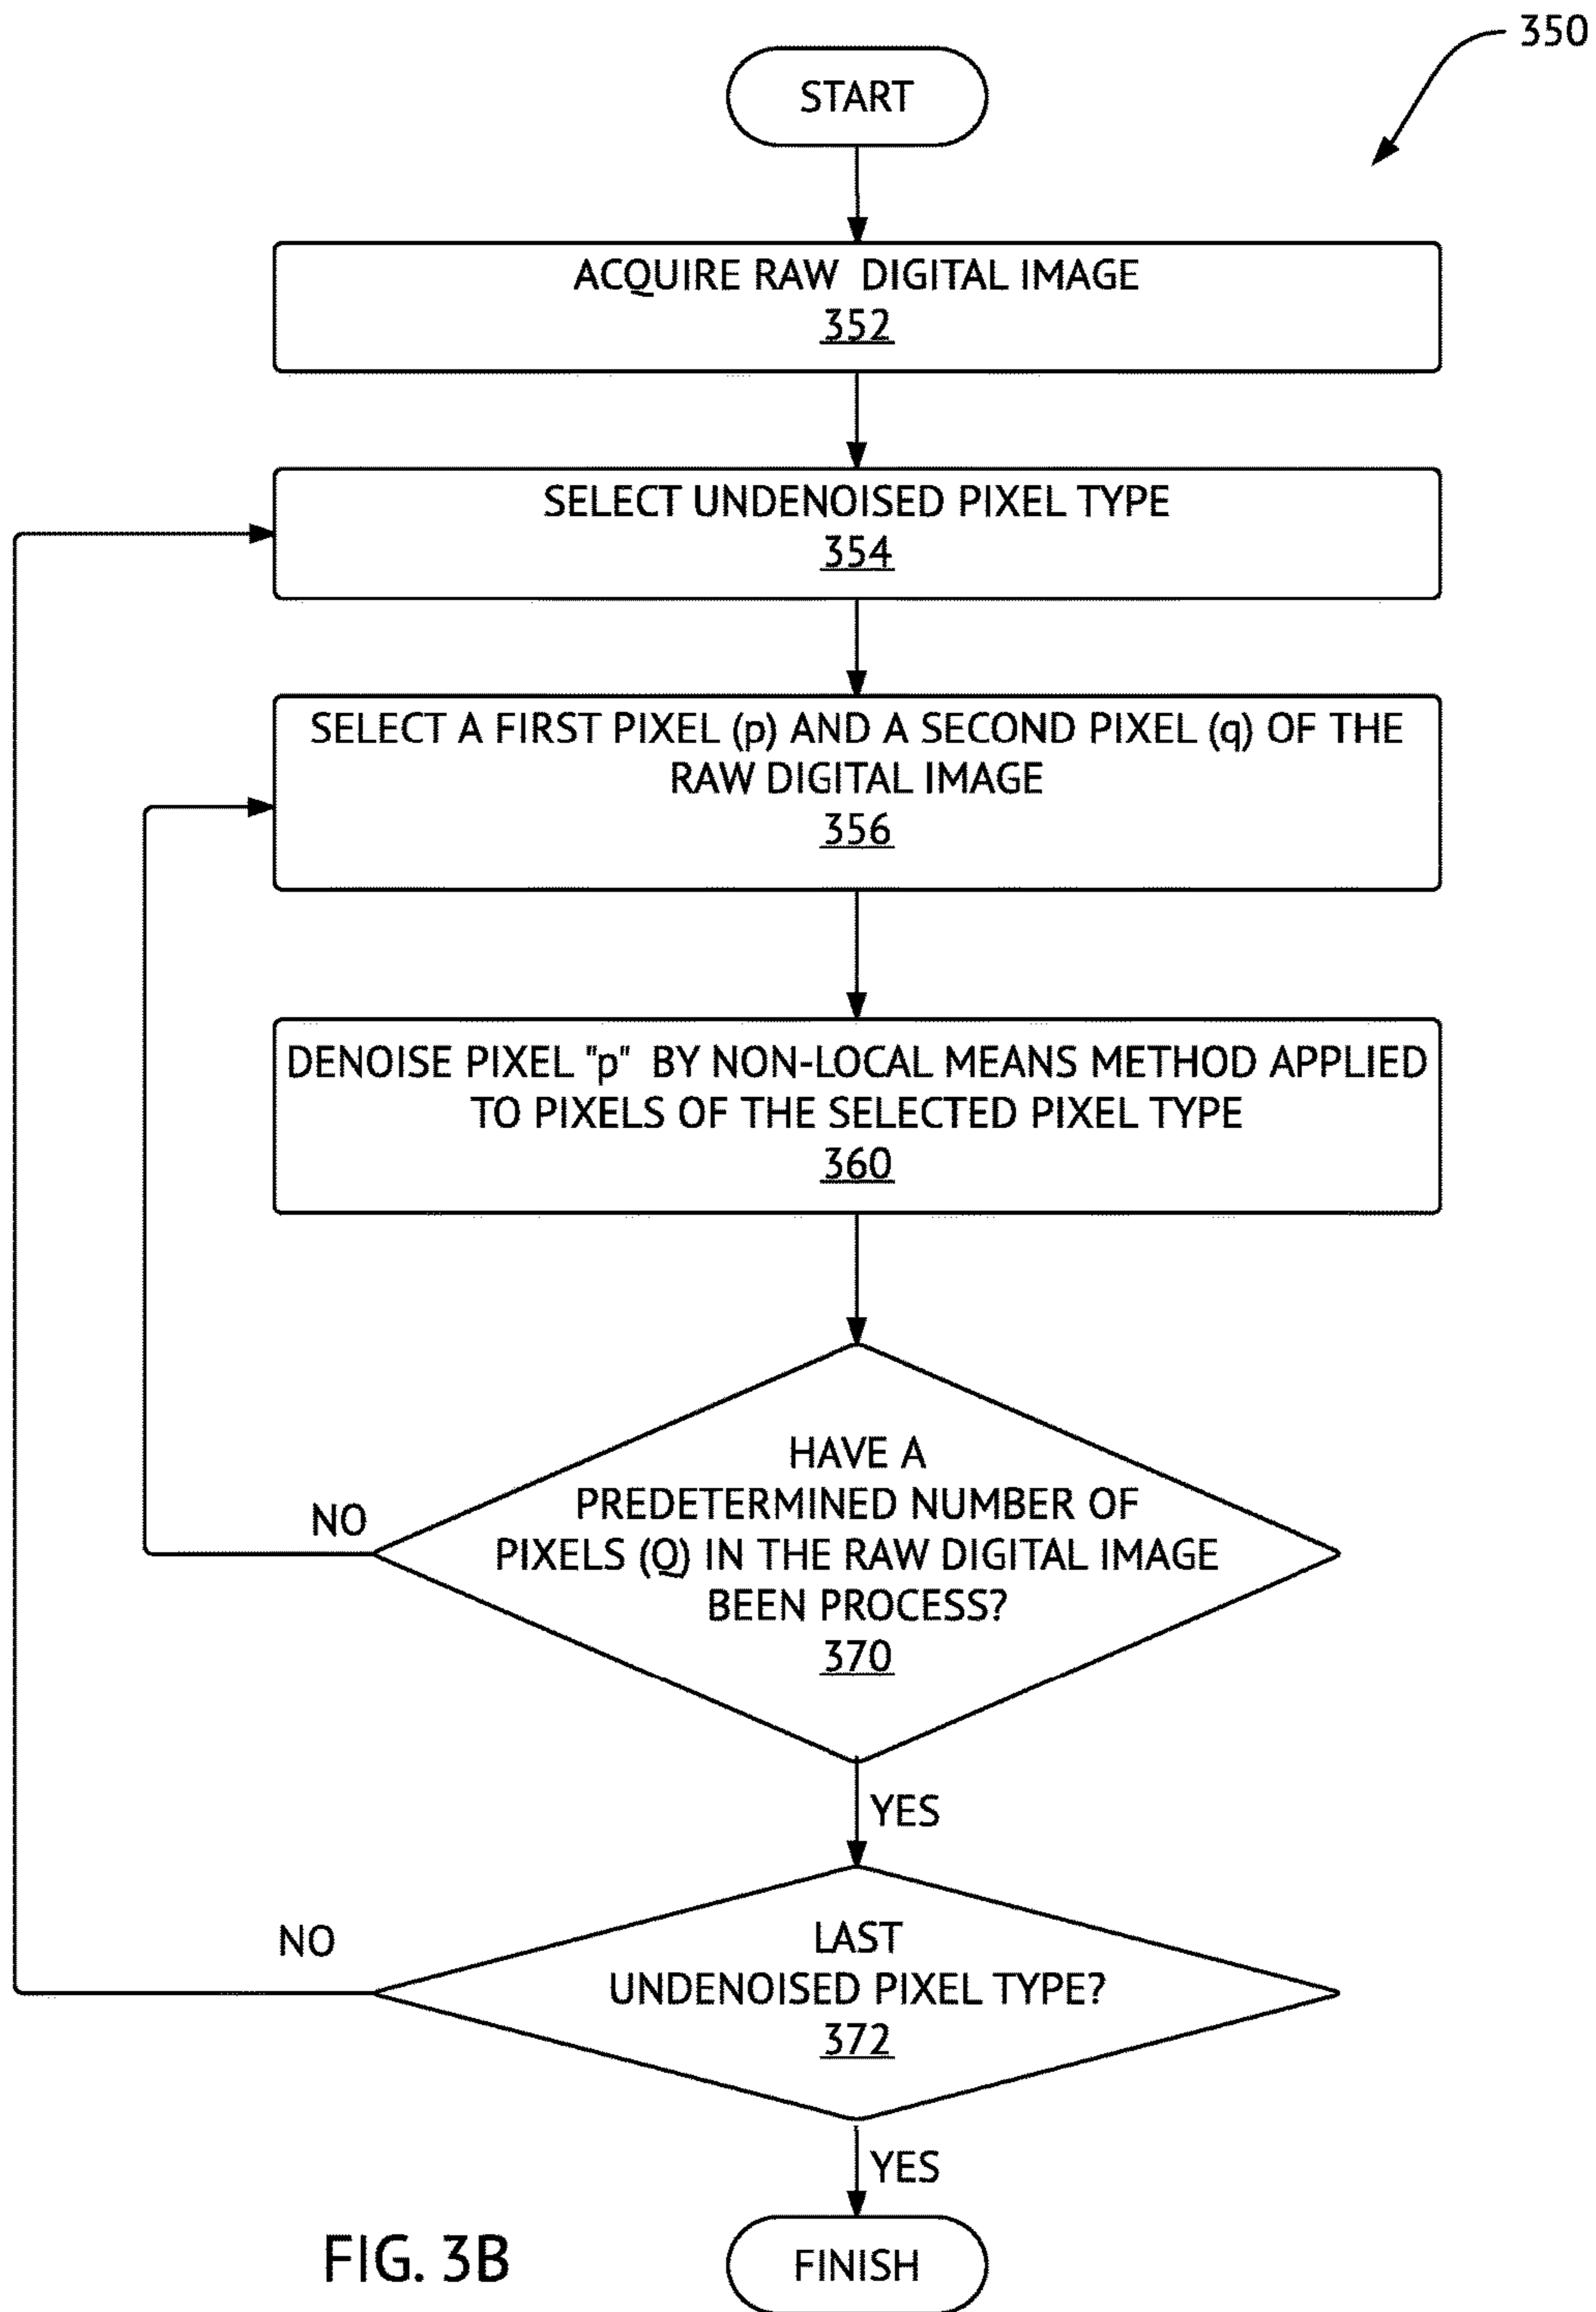 350
START
ACQUIRE RAW DIGITAL IMAGE
352
SELECT UNDENOISED PIXEL TYPE
354
SELECT A FIRST PIXEL (p) AND A SECOND PIXEL (q) OF THE
RAW DIGITAL IMAGE
356
DENOISE PIXEL "p" BY NON-LOCAL MEANS METHOD APPLIED
TO PIXELS OF THE SELECTED PIXEL TYPE
360
HAVE A
PREDETERMINED NUMBER OF
PIXELS (Q) IN THE RAW DIGITAL IMAGE
BEEN PROCESS?
370
NO
YES
LAST
UNDENOISED PIXEL TYPE?
372
NO
YES
FINISH
FIG. 3B